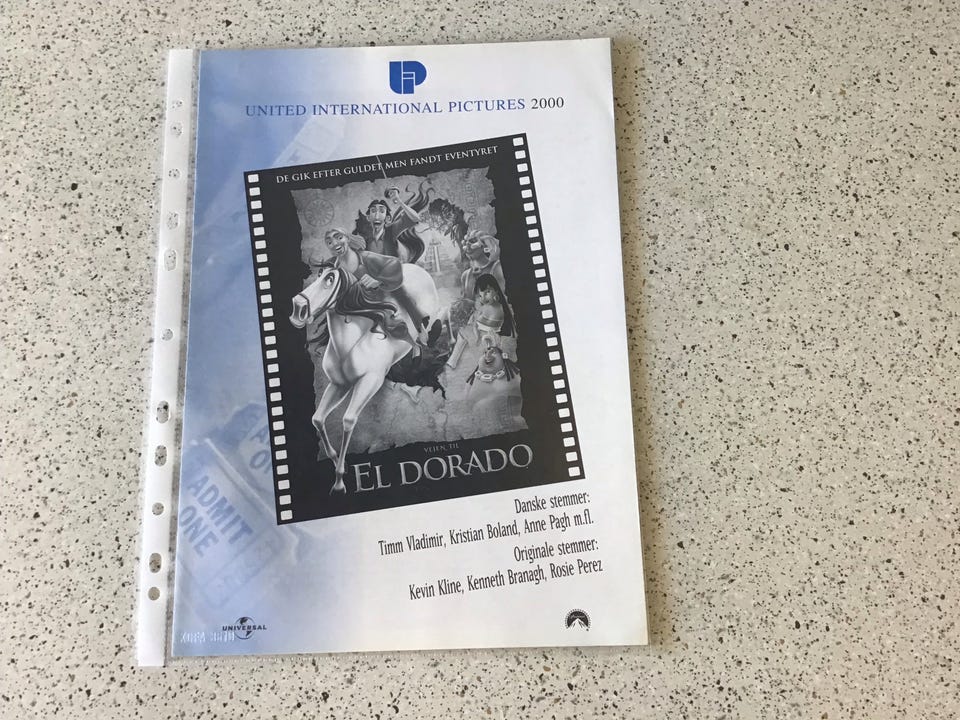 UNITED INTERNATIONAL PICTURES 2000
DE GIK EFTER GULDET MEN FANDT EVENTYRET
VEJEN TIL
EL DORADO
ADMIT
ONE
Danske stemmer:
Timm Vladimir, Kristian Boland, Anne Pagh m.fl.
Originale stemmer:
Kevin Kline, Kenneth Branagh, Rosie Perez
UNIVERSAL